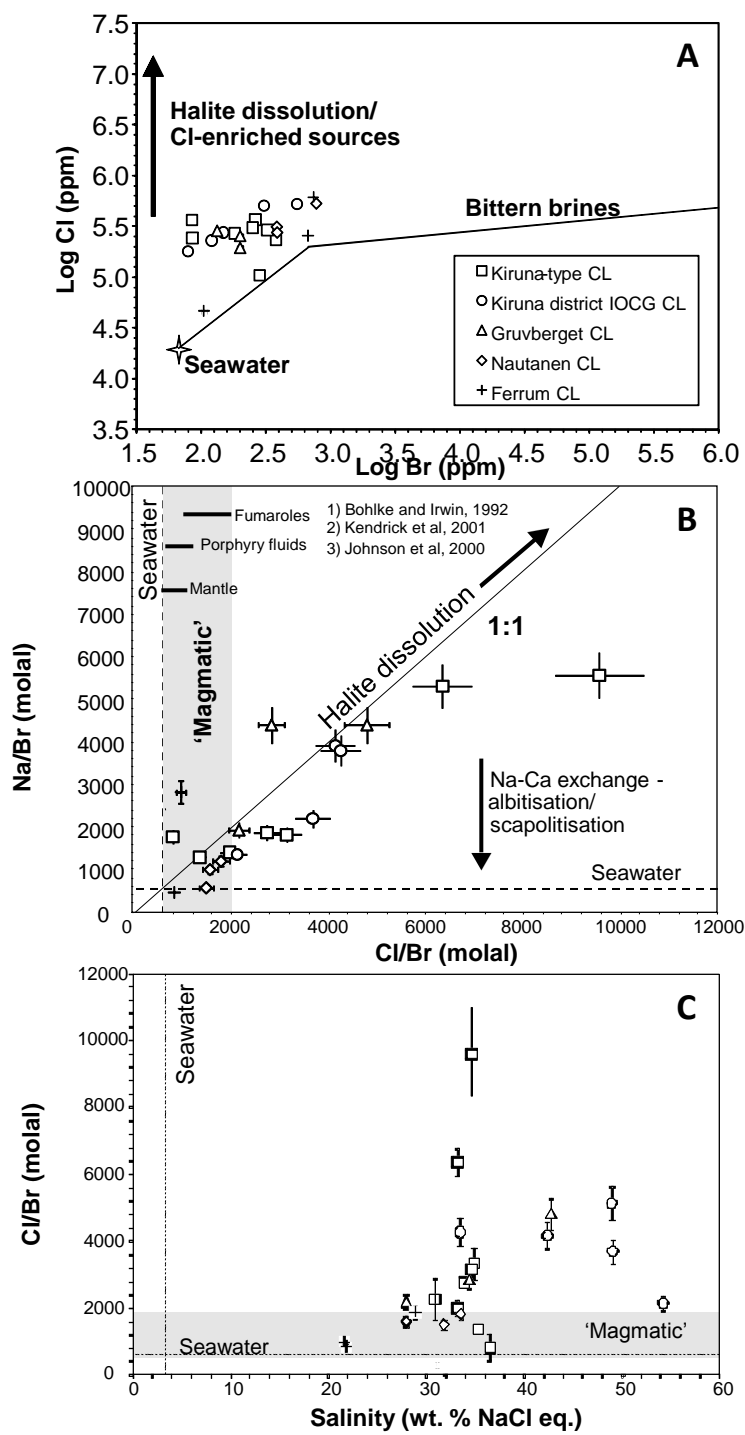 7.5
7.0
6.5
6.0
5.5
5.0
4.5
4.0
3.5
Log Cl (ppm)
A
Halite dissolution/
Cl-enriched sources
Bittern brines
Seawater
Kiruna-type CL
Kiruna district IOCG CL
Gruvberget CL
Nautanen CL
Ferrum CL
1.5 2.0 2.5 3.0 3.5 4.0 4.5 5.0 5.5 6.0
Log Br (ppm)
10000
9000
8000
7000
6000
5000
4000
3000
2000
1000
0
Na/Br (molal)
B
Seawater
Fumaroles
Porphyry fluids
Mantle
1) Bohlke and Irwin, 1992
2) Kendrick et al, 2001
3) Johnson et al, 2000
'Magmatic'
Halite dissolution
1:1
Na-Ca exchange -
albitisation/
scapolitisation
Seawater
2000 4000 6000 8000 10000 12000
Cl/Br (molal)
12000
10000
8000
6000
4000
2000
0
Cl/Br (molal)
C
Seawater
'Magmatic'
Seawater
0 10 20 30 40 50 60
Salinity (wt. % NaCl eq.)